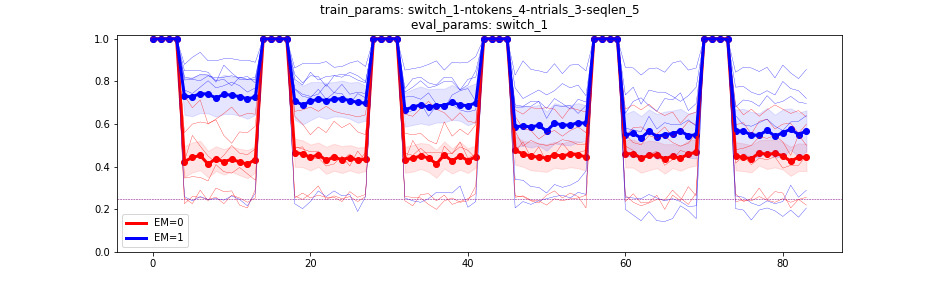 train_params: switch_1-ntokens_4-ntrials_3-seqlen_5
eval_params: switch_1
1.0
0.8
0.6
0.4
0.2
0.0
EM=0
EM=1
0
20
40
60
80